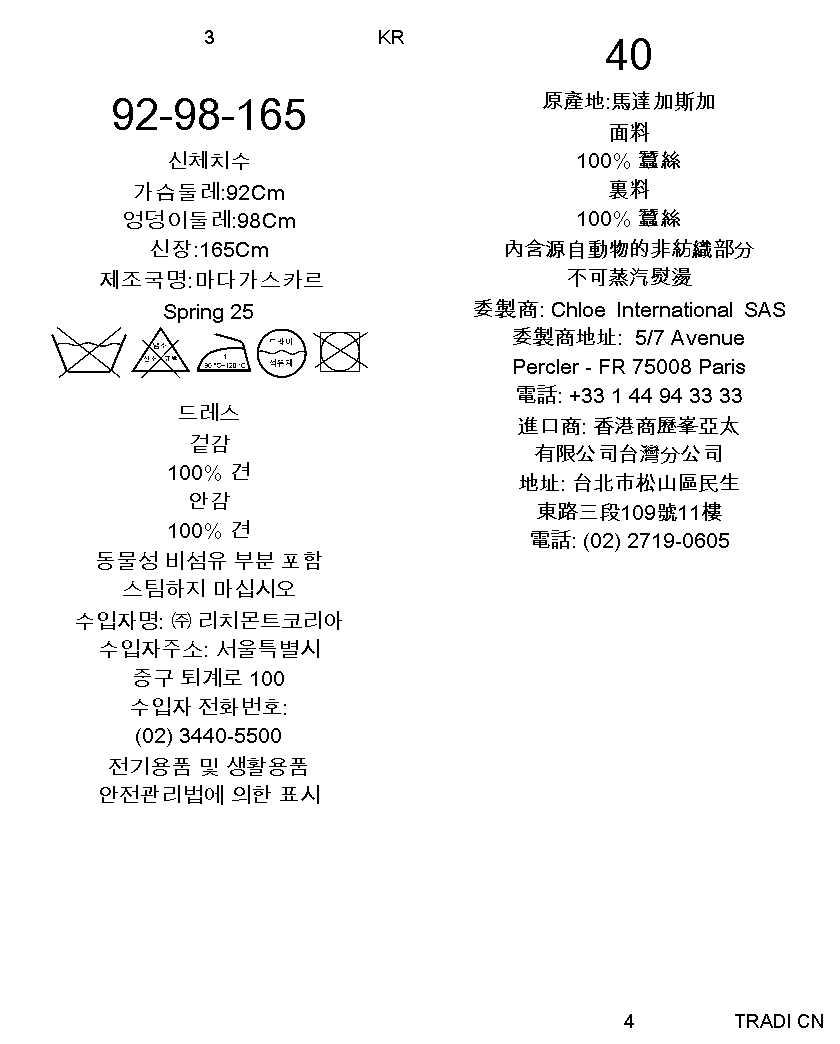 3 KR
92-98-165
신체치수
가슴둘레:92Cm
엉덩이둘레:98Cm
신장:165Cm
제조국명:마다가스카르
Spring 25
염소
산소 표백
1
90 °C~120 °C
드라이
석유계
드레스
겉감
100% 견
안감
100% 견
동물성 비섬유 부분 포함
스팀하지 마십시오
수입자명: ㈜ 리치몬트코리아
수입자주소: 서울특별시
중구 퇴계로 100
수입자 전화번호:
(02) 3440-5500
전기용품 및 생활용품
안전관리법에 의한 표시
40
原產地:馬達加斯加
面料
100% 蠶絲
裏料
100% 蠶絲
內含源自動物的非紡織部分
不可蒸汽熨燙
委製商: Chloe International SAS
委製商地址: 5/7 Avenue
Percler - FR 75008 Paris
電話: +33 1 44 94 33 33
進口商: 香港商歷峯亞太
有限公司台灣分公司
地址: 台北市松山區民生
東路三段109號11樓
電話: (02) 2719-0605
4 TRADI CN